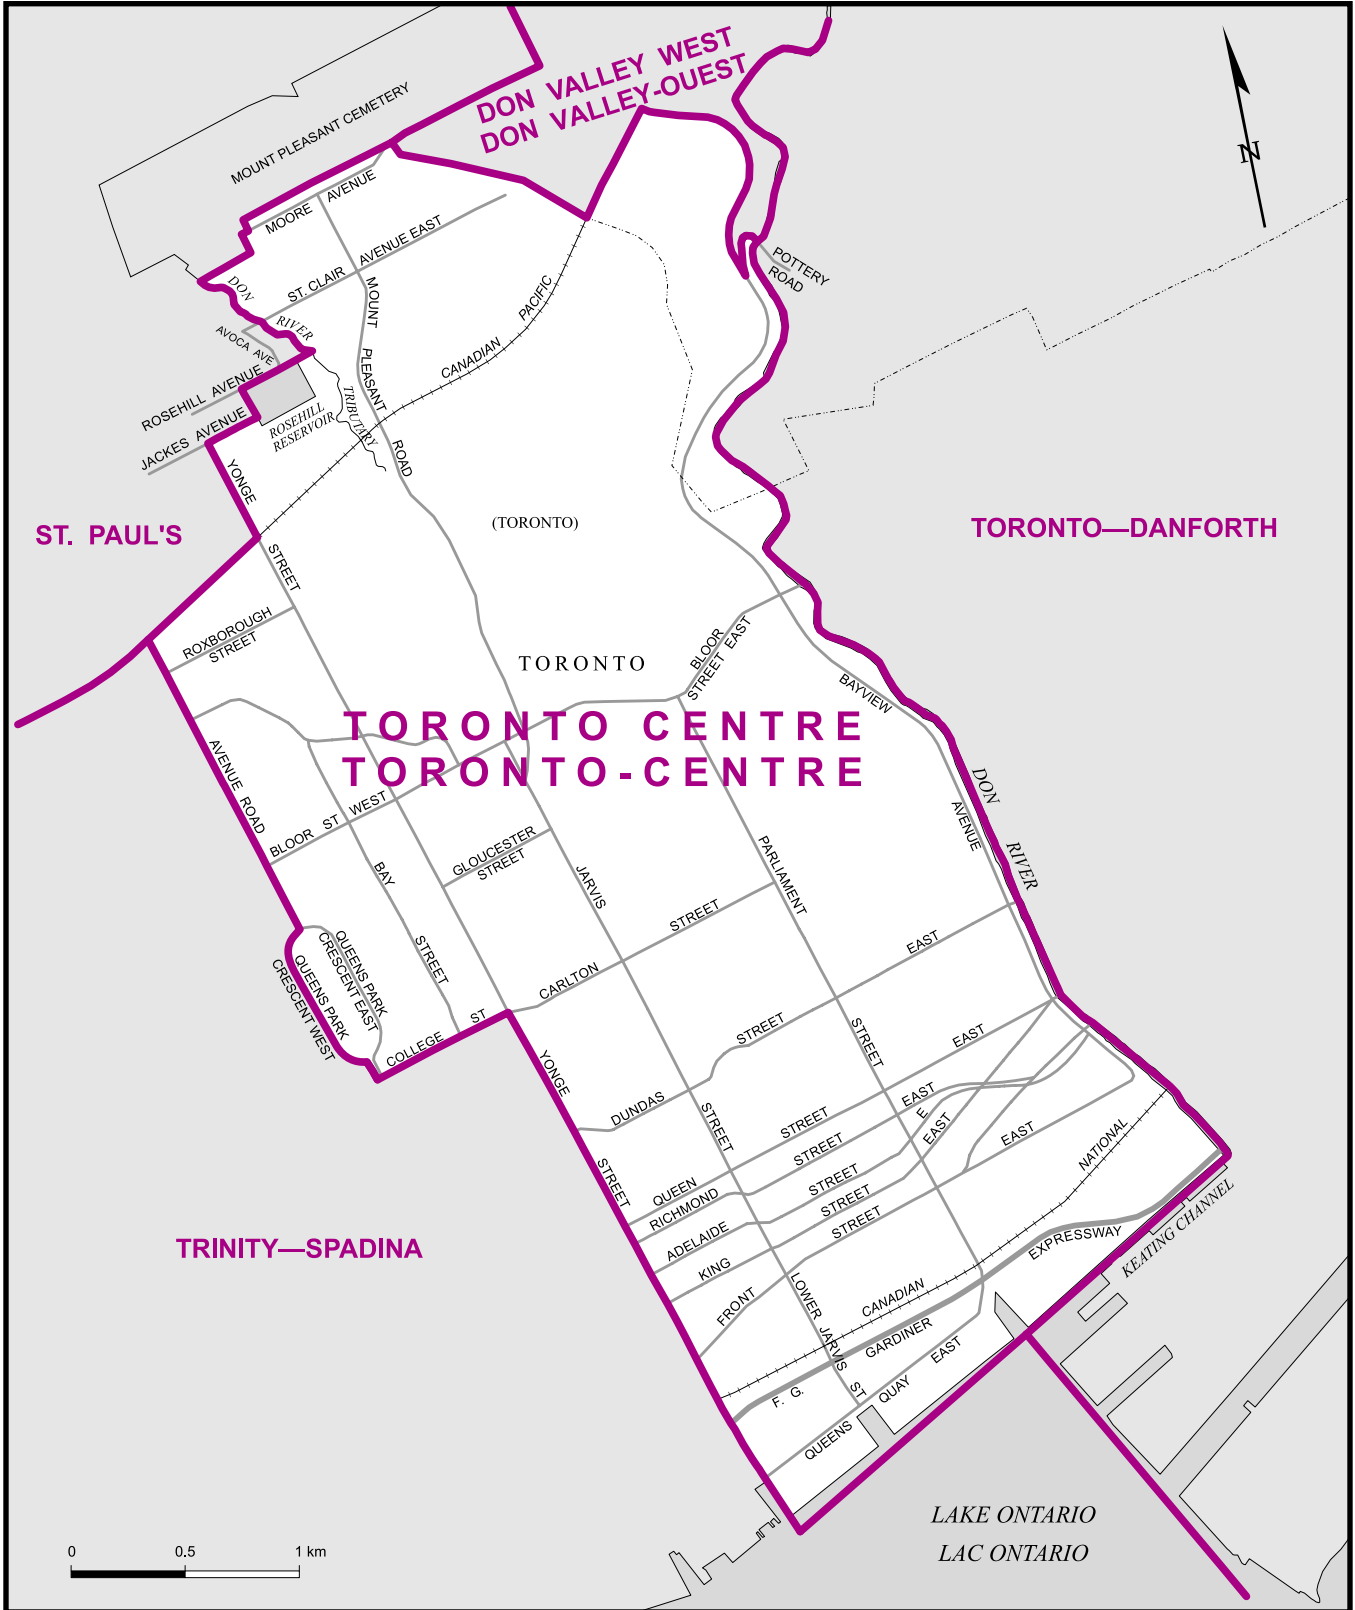 DON VALLEY WEST
DON VALLEY-OUEST
MOUNT PLEASANT CEMETERY
N
MOORE AVENUE
ST. CLAIR AVENUE EAST
POTTERY
ROAD
DON RIVER
MOUNT PLEASANT ROAD
CANADIAN PACIFIC
AVOCA AVE
ROSEHILL AVENUE
JACKES AVENUE
ROSEHILL
RESERVOIR
TRIBUTARY
YONGE STREET
(TORONTO)
ST. PAUL'S
TORONTO—DANFORTH
ROXBOROUGH
STREET
TORONTO
BLOOR
STREET EAST
BAYVIEW AVENUE
TORONTO CENTRE
TORONTO-CENTRE
AVENUE ROAD
BLOOR ST WEST
BAY STREET
GLOUCESTER
STREET
JARVIS STREET
PARLIAMENT STREET
DON RIVER
QUEENS PARK
CRESCENT EAST
QUEENS PARK
CRESCENT WEST
COLLEGE ST
CARLTON STREET
YONGE STREET
DUNDAS STREET EAST
QUEEN STREET EAST
RICHMOND STREET EAST
ADELAIDE STREET E
KING STREET EAST
FRONT STREET EAST
CANADIAN NATIONAL
LOWER JARVIS ST
F. G. GARDINER EXPRESSWAY
QUEENS QUAY EAST
KEATING CHANNEL
TRINITY—SPADINA
LAKE ONTARIO
LAC ONTARIO
0 0.5 1 km